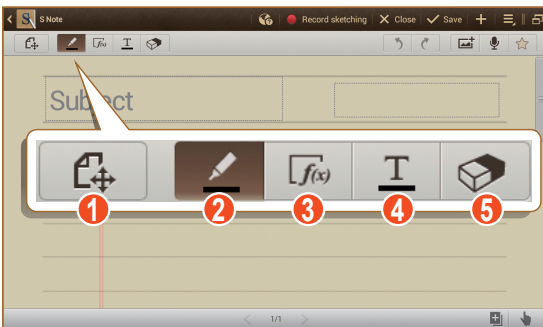 S Note Record sketching Close Save
f(x) T
Subject
f(x) T
1 2 3 4 5
1/1